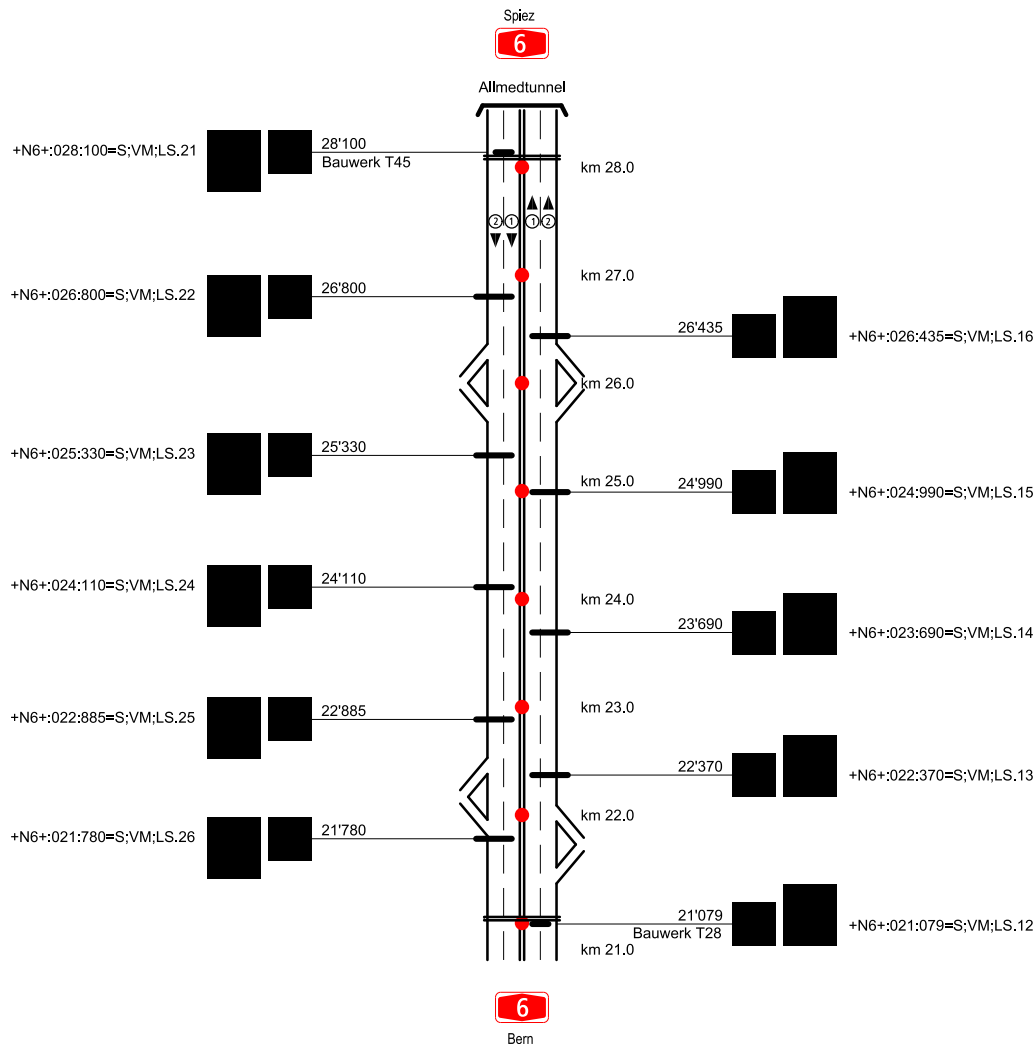 Spiez
6
Allmedtunnel
+N6+:028:100=S;VM;LS.21
28'100
Bauwerk T45
km 28.0
2 1 1 2
km 27.0
+N6+:026:800=S;VM;LS.22
26'800
26'435
+N6+:026:435=S;VM;LS.16
km 26.0
+N6+:025:330=S;VM;LS.23
25'330
km 25.0
24'990
+N6+:024:990=S;VM;LS.15
+N6+:024:110=S;VM;LS.24
24'110
km 24.0
23'690
+N6+:023:690=S;VM;LS.14
km 23.0
+N6+:022:885=S;VM;LS.25
22'885
22'370
+N6+:022:370=S;VM;LS.13
km 22.0
+N6+:021:780=S;VM;LS.26
21'780
21'079
Bauwerk T28
+N6+:021:079=S;VM;LS.12
km 21.0
6
Bern